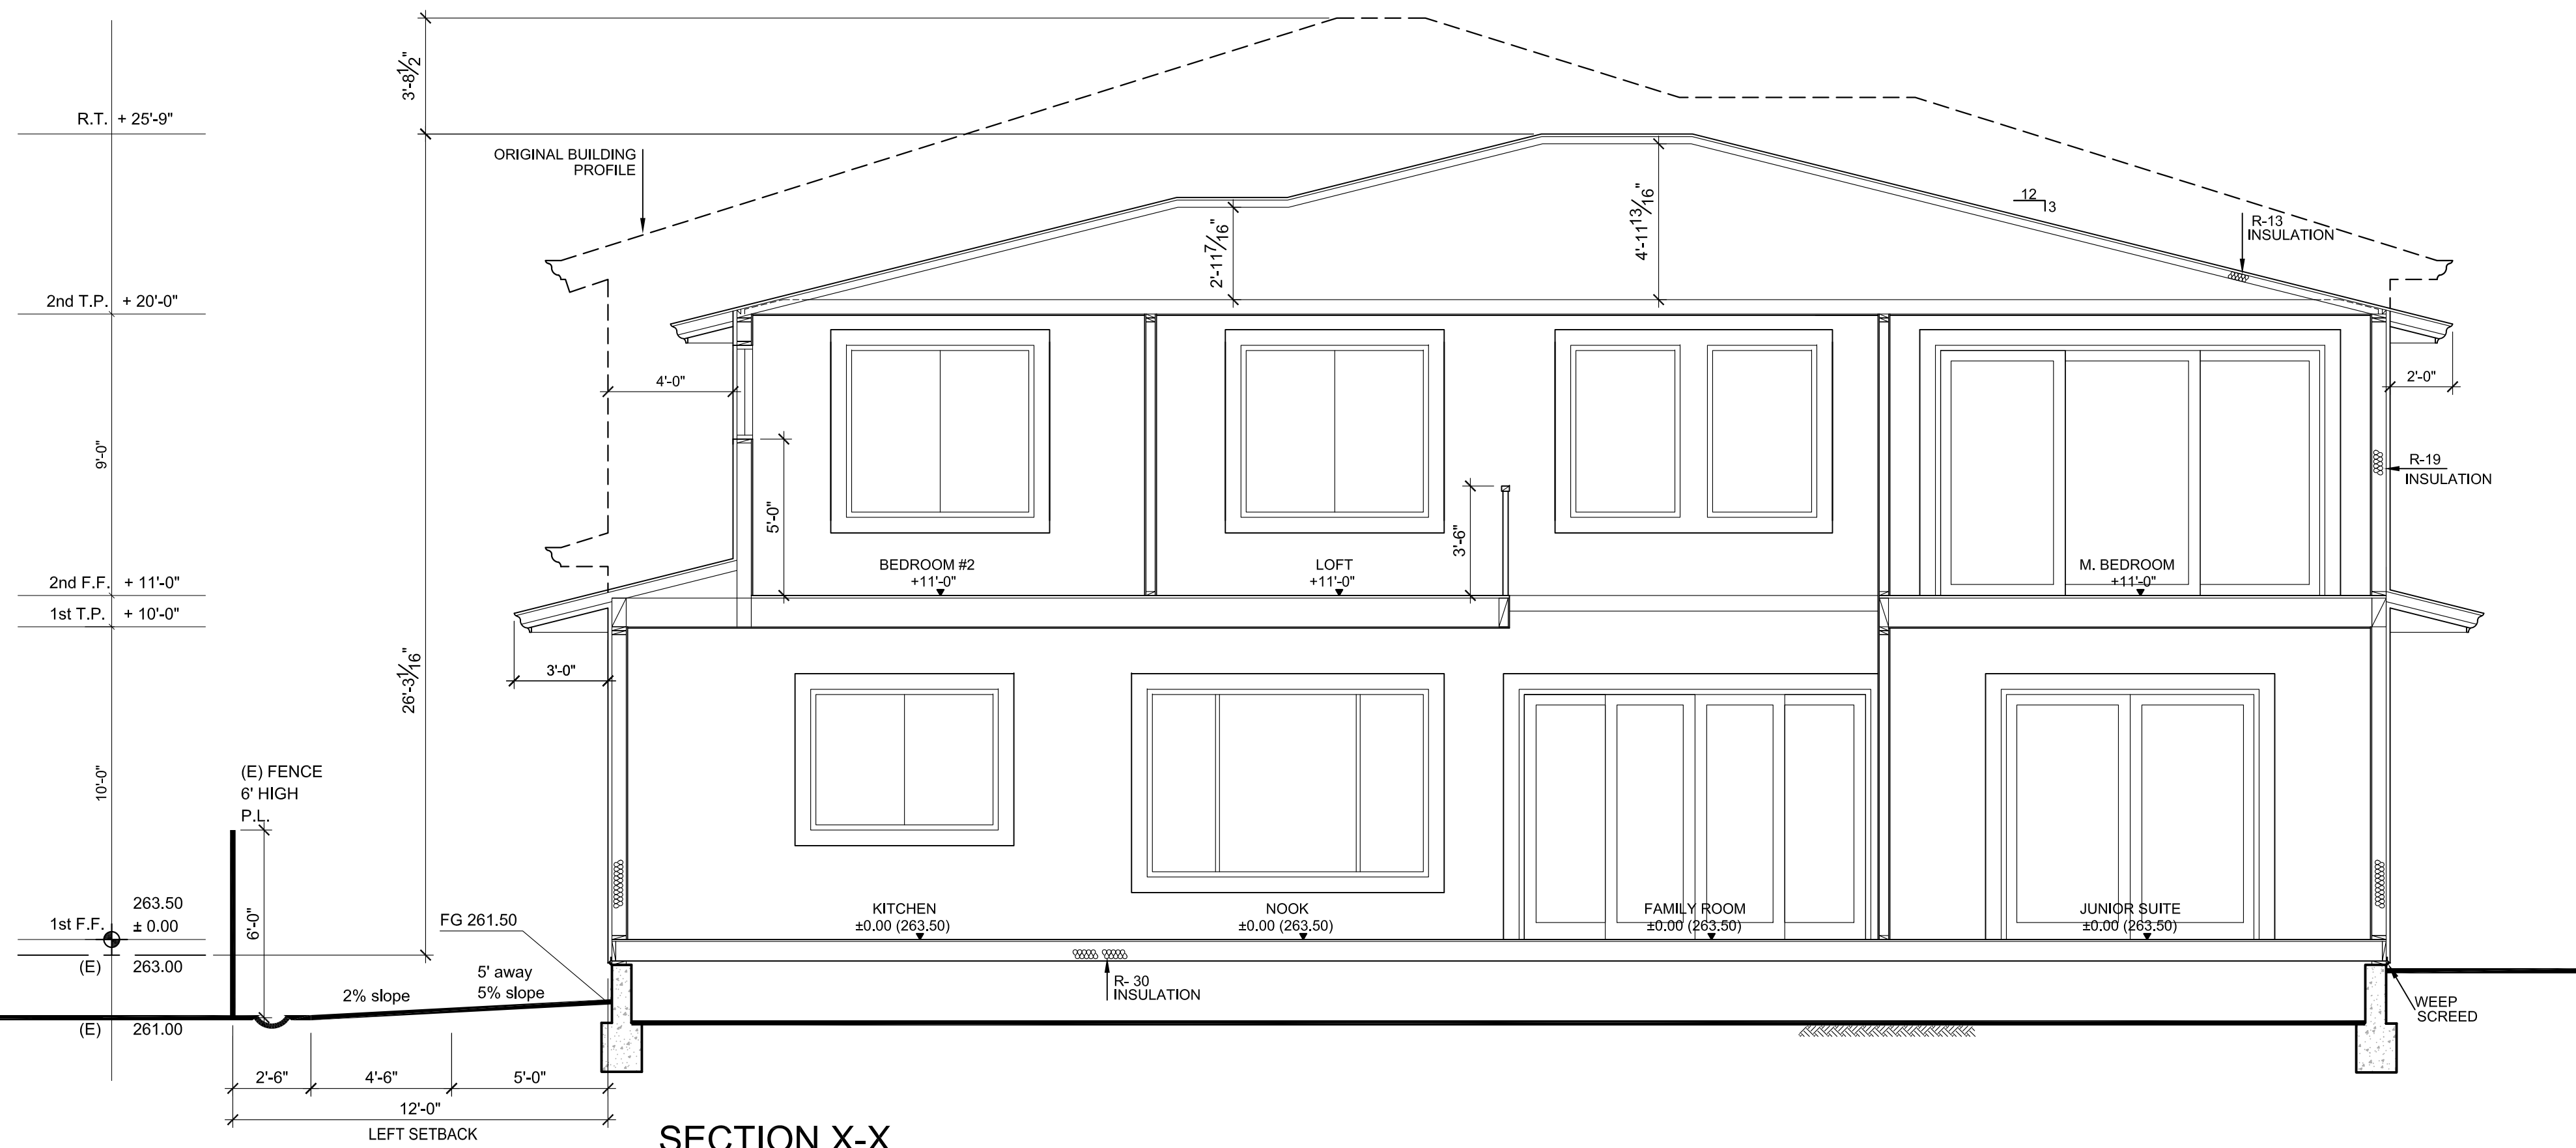 3'-8 1/2"
R.T. + 25'-9"
ORIGINAL BUILDING
PROFILE
12
3
R-13
INSULATION
2'-11 7/16"
4'-11 13/16"
2nd T.P. + 20'-0"
4'-0"
2'-0"
9'-0"
5'-0"
3'-6"
R-19
INSULATION
BEDROOM #2
+11'-0"
LOFT
+11'-0"
M. BEDROOM
+11'-0"
2nd F.F. + 11'-0"
1st T.P. + 10'-0"
3'-0"
26'-3 1/16"
10'-0"
(E) FENCE
6' HIGH
P.L.
6'-0"
263.50
1st F.F. ± 0.00
(E) 263.00
FG 261.50
KITCHEN
±0.00 (263.50)
NOOK
±0.00 (263.50)
FAMILY ROOM
±0.00 (263.50)
JUNIOR SUITE
±0.00 (263.50)
5' away
2% slope
5% slope
R- 30
INSULATION
WEEP
SCREED
(E) 261.00
2'-6"
4'-6"
5'-0"
12'-0"
LEFT SETBACK
SECTION X-X